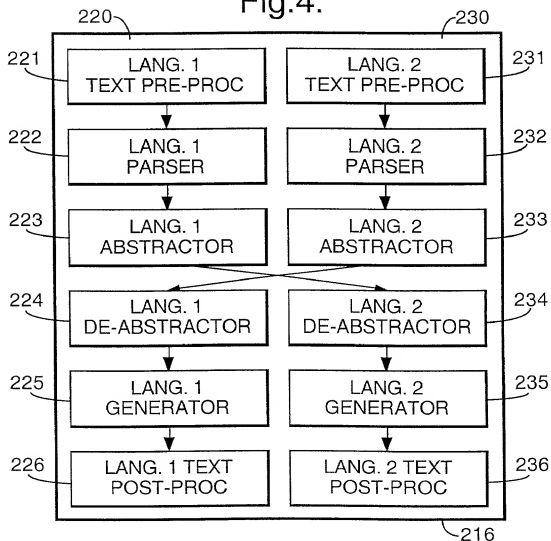 Fig.4.
220
230
221
LANG. 1
TEXT PRE-PROC
LANG. 2
TEXT PRE-PROC
231
222
LANG. 1
PARSER
LANG. 2
PARSER
232
223
LANG. 1
ABSTRACTOR
LANG. 2
ABSTRACTOR
233
224
LANG. 1
DE-ABSTRACTOR
LANG. 2
DE-ABSTRACTOR
234
225
LANG. 1
GENERATOR
LANG. 2
GENERATOR
235
226
LANG. 1 TEXT
POST-PROC
LANG. 2 TEXT
POST-PROC
236
216